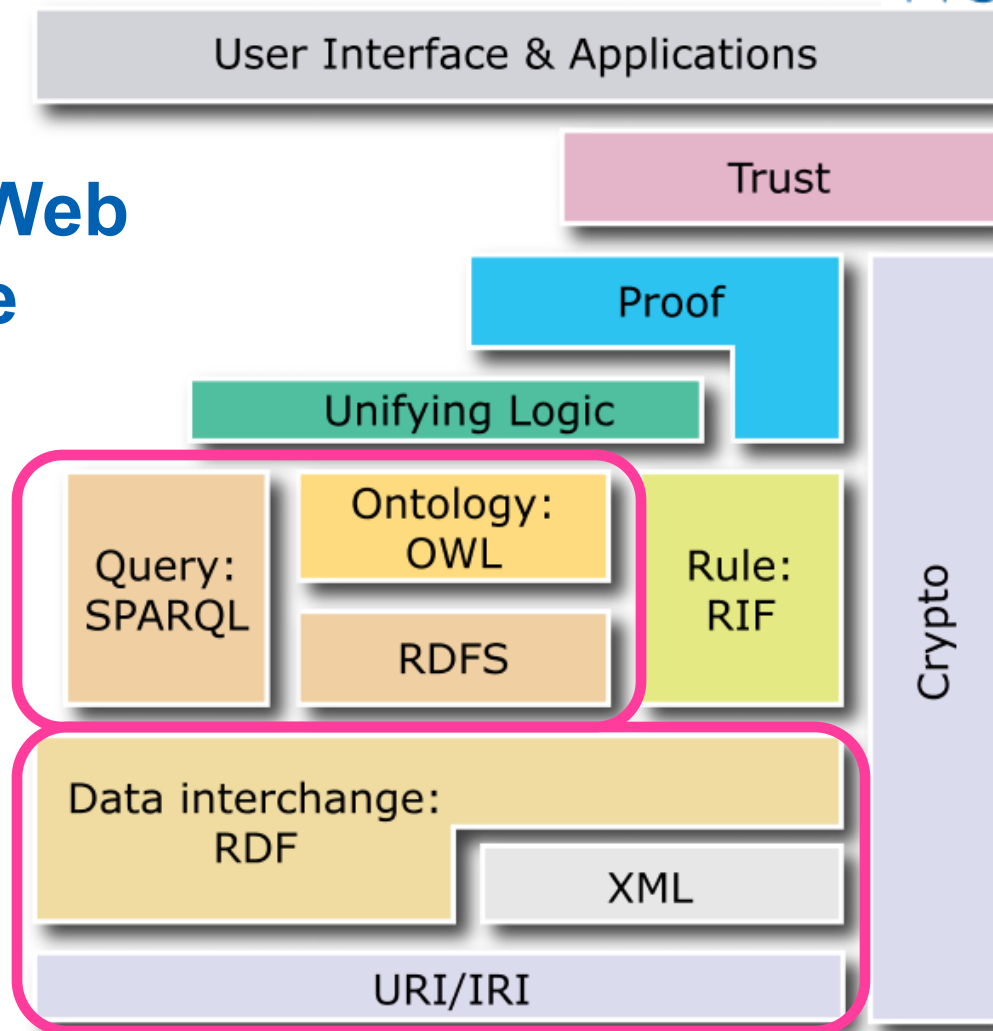 User Interface & Applications
Trust
Web
Proof
Unifying Logic
Query:
SPARQL
Ontology:
OWL
RDFS
Rule:
RIF
Crypto
Data interchange:
RDF
XML
URI/IRI